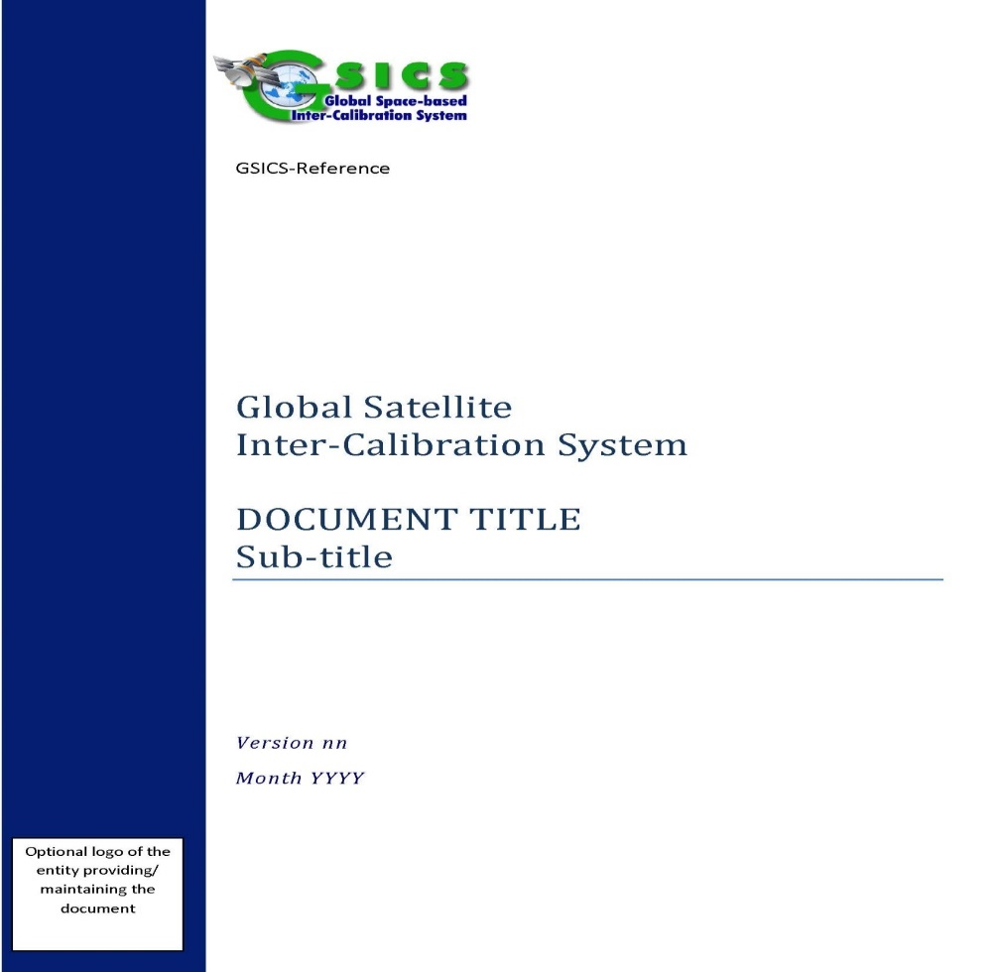 GSICS
Global Space-based
Inter-Calibration System
GSICS-Reference
Global Satellite
Inter-Calibration System
DOCUMENT TITLE
Sub-title
Version nn
Month YYYY
Optional logo of the
entity providing/
maintaining the
document